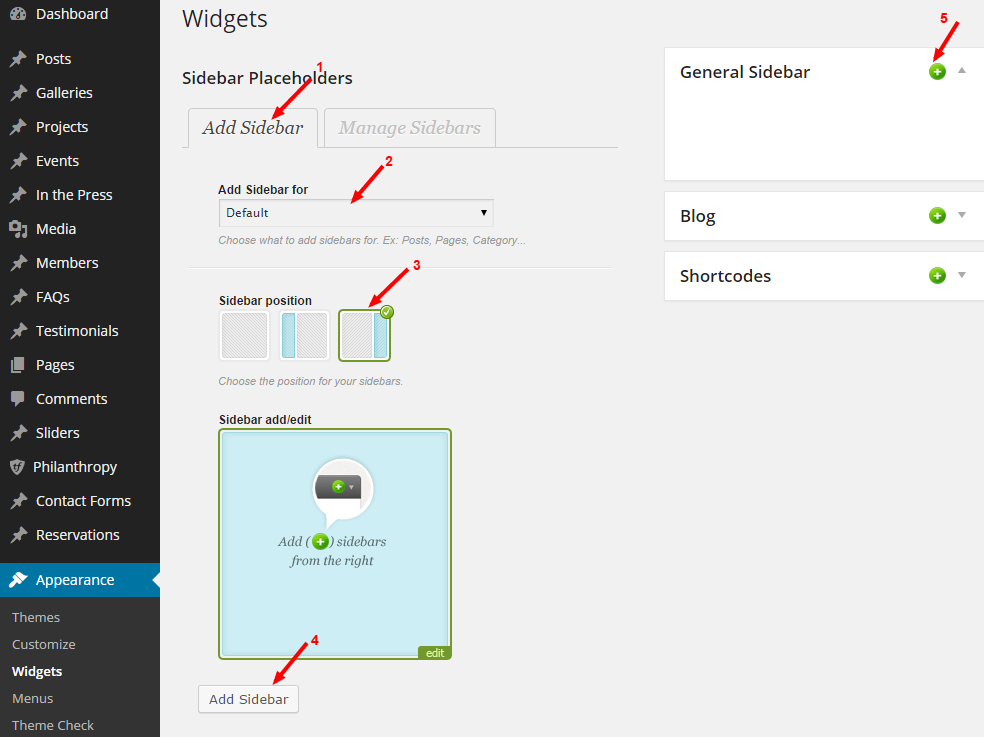 Dashboard
Posts
Galleries
Projects
Events
In the Press
Media
Members
FAQs
Testimonials
Pages
Comments
Sliders
Philanthropy
Contact Forms
Reservations
Appearance
Themes
Customize
Widgets
Menus
Theme Check
Widgets
Sidebar Placeholders
1
Add Sidebar
Manage Sidebars
2
Add Sidebar for
Default
Choose what to add sidebars for. Ex: Posts, Pages, Category...
3
Sidebar position
Choose the position for your sidebars.
Sidebar add/edit
Add (+) sidebars
from the right
edit
4
Add Sidebar
5
General Sidebar
Blog
Shortcodes